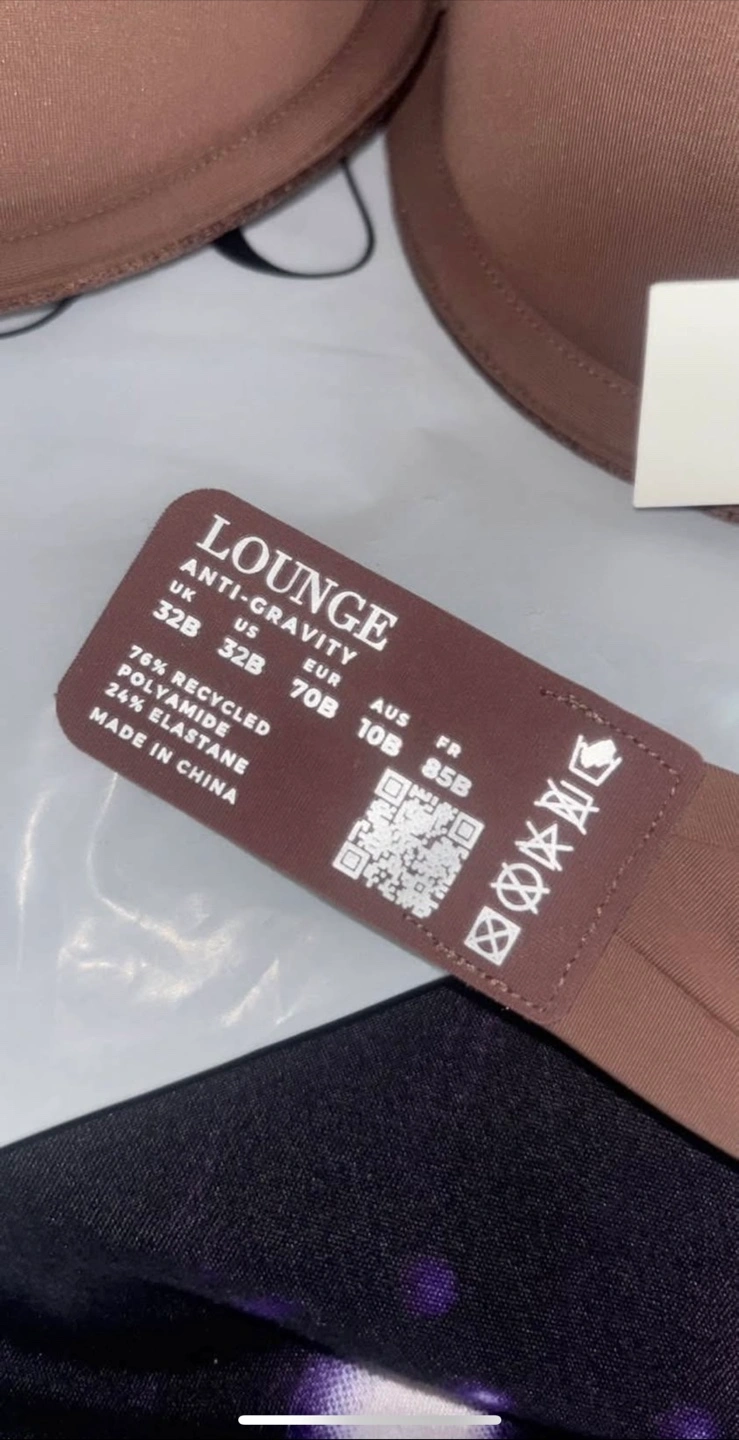 LOUNGE
ANTI-GRAVITY
UK US EUR AUS FR
32B 32B 70B 10B 85B
76% RECYCLED
POLYAMIDE
24% ELASTANE
MADE IN CHINA